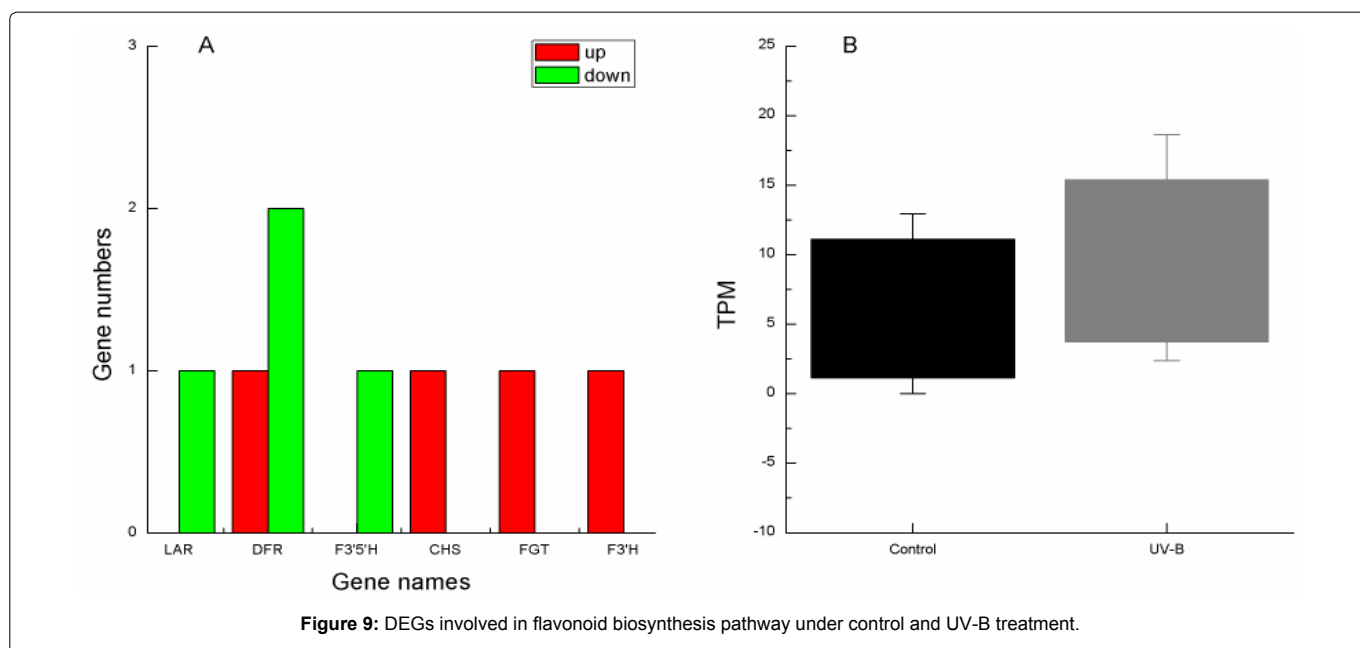 A
up
down
3
2
1
0
Gene numbers
LAR DFR F3'5'H CHS FGT F3'H
Gene names
B
25
20
15
10
5
0
-5
-10
TPM
Control UV-B
Figure 9: DEGs involved in flavonoid biosynthesis pathway under control and UV-B treatment.